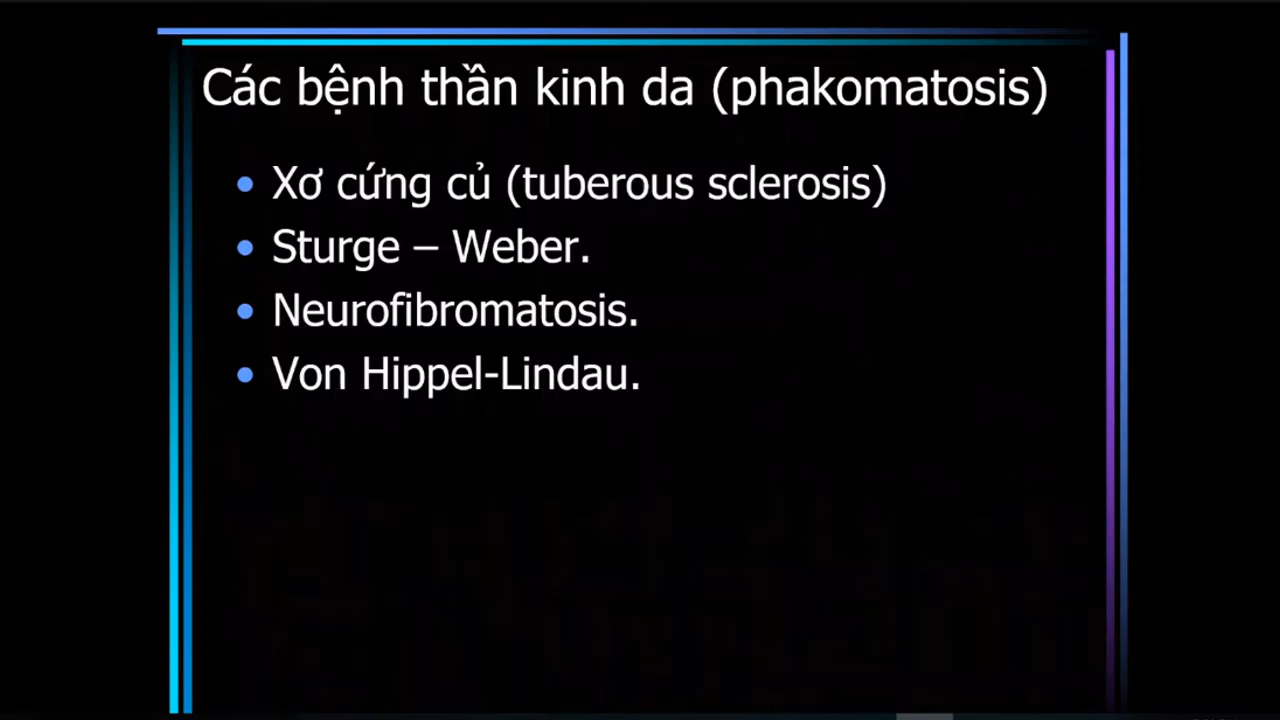 Các bệnh thần kinh da (phakomatosis)
• Xơ cứng củ (tuberous sclerosis)
• Sturge – Weber.
• Neurofibromatosis.
• Von Hippel-Lindau.